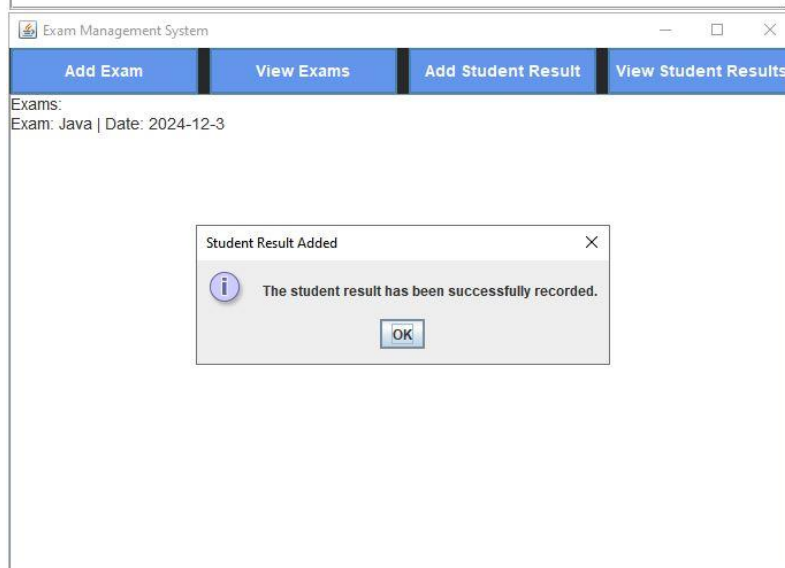 Exam Management System
Add Exam View Exams Add Student Result View Student Results
Exams:
Exam: Java | Date: 2024-12-3
Student Result Added
The student result has been successfully recorded.
OK